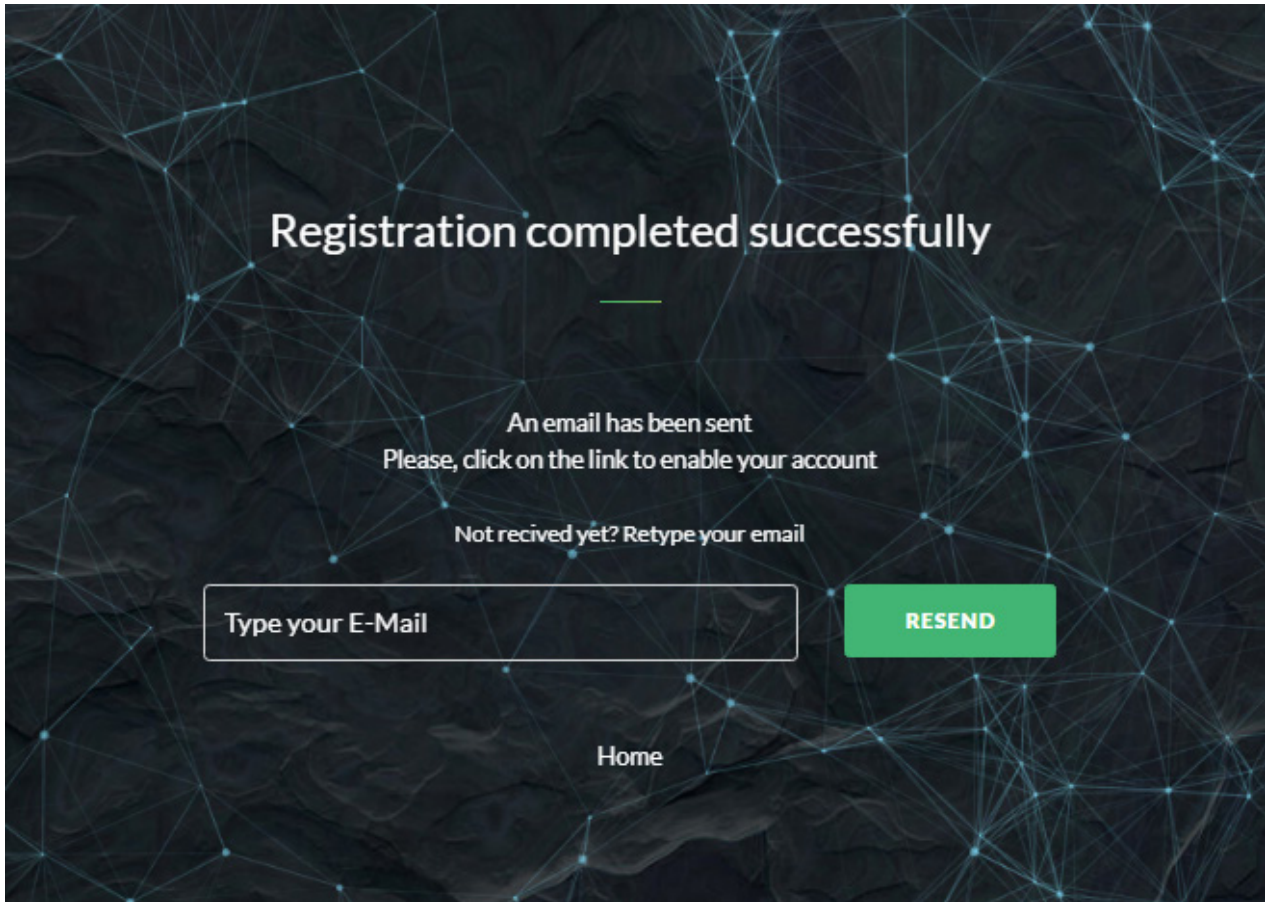 Registration completed successfully
An email has been sent
Please, click on the link to enable your account
Not recived yet? Retype your email
Type your E-Mail
RESEND
Home